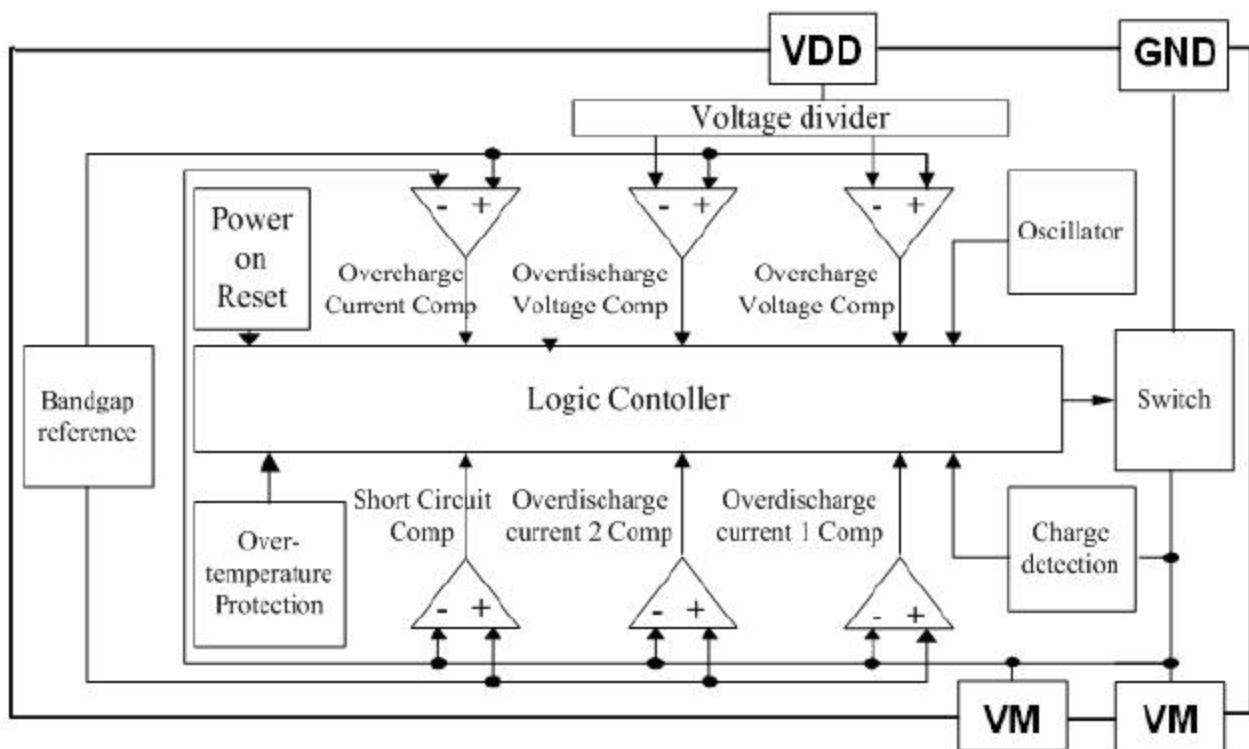 VDD
GND
Voltage divider
- +
- +
- +
Power
on
Reset
Oscillator
Overcharge
Current Comp
Overdischarge
Voltage Comp
Overcharge
Voltage Comp
Bandgap
reference
Logic Contoller
Switch
Short Circuit
Comp
Overdischarge
current 2 Comp
Overdischarge
current 1 Comp
Over-
temperature
Protection
Charge
detection
- +
- +
- +
VM
VM